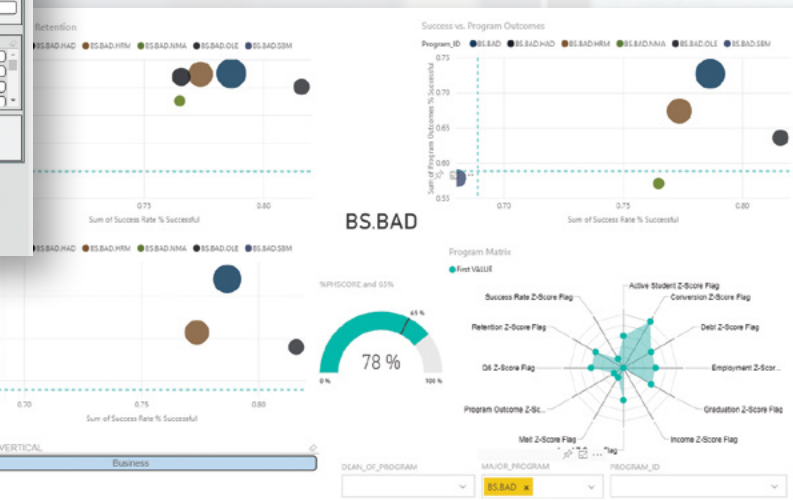 Retention
BS.BAD.HAD BS.BAD.HRM BS.BAD.NMA BS.BAD.OLE BS.BAD.SBM
0.75 0.80
Sum of Success Rate % Successful
Success vs. Program Outcomes
Program_ID BS.BAD BS.BAD.HAD BS.BAD.HRM BS.BAD.NMA BS.BAD.OLE BS.BAD.SBM
Sum of Program Outcomes % Successful
0.75
0.70
0.65
0.60
0.55
0.70 0.75 0.80
Sum of Success Rate % Successful
BS.BAD
BS.BAD.HAD BS.BAD.HRM BS.BAD.NMA BS.BAD.OLE BS.BAD.SBM
0.70 0.75 0.80
Sum of Success Rate % Successful
VERTICAL
Business
%PHSCORE and 65%
65 %
78 %
0 % 100 %
Program Matrix
First VALUE
Active Student Z-Score Flag
Conversion Z-Score Flag
Debt Z-Score Flag
Employment Z-Scor...
Graduation Z-Score Flag
Income Z-Score Flag
Flag
Melt Z-Score Flag
Program Outcome Z-Sc...
Z-Score Flag
Retention Z-Score Flag
Success Rate Z-Score Flag
DEAN_OF_PROGRAM
MAJOR_PROGRAM
BS.BAD ×
PROGRAM_ID